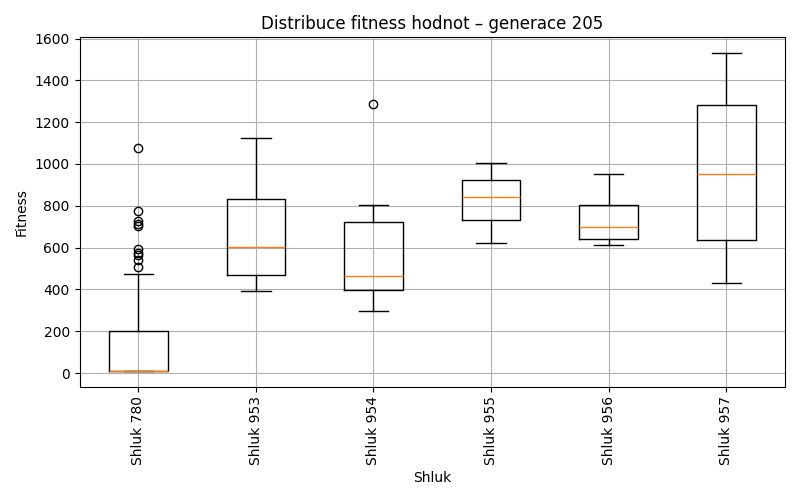 Distribuce fitness hodnot – generace 205
Fitness
1600
1400
1200
1000
800
600
400
200
0
Shluk 780
Shluk 953
Shluk 954
Shluk 955
Shluk 956
Shluk 957
Shluk